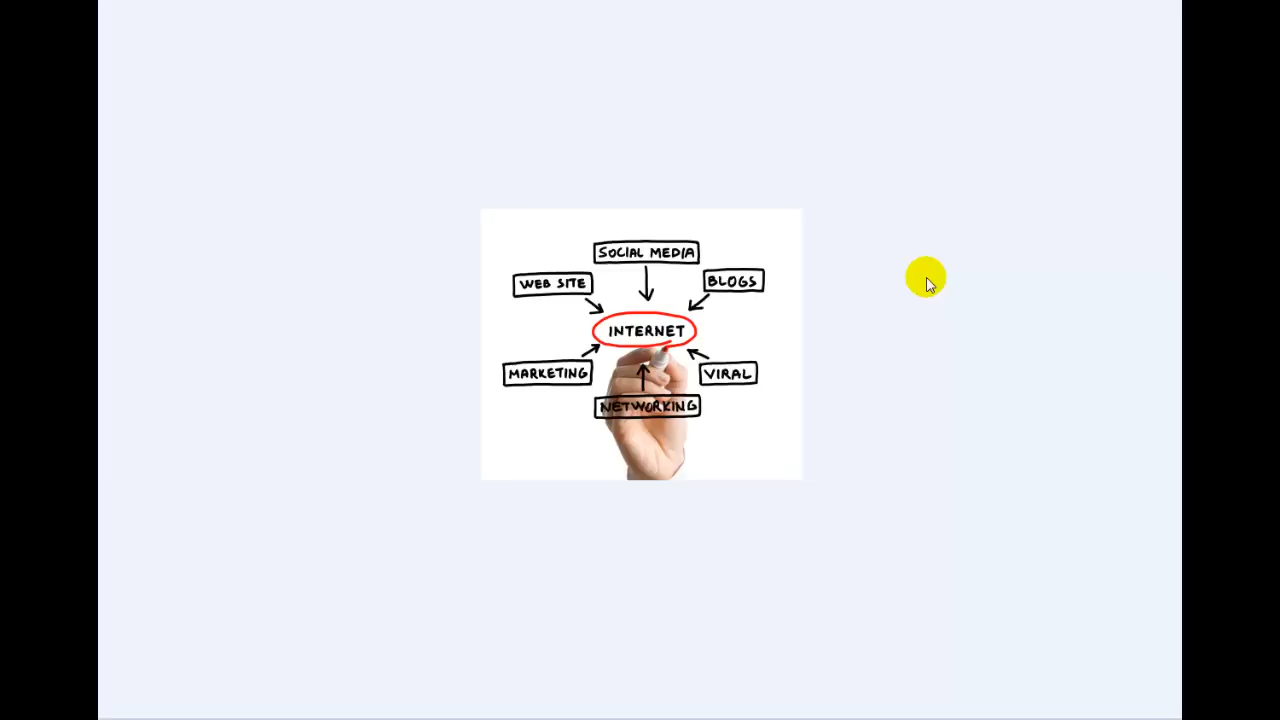 SOCIAL MEDIA
WEB SITE
BLOGS
INTERNET
MARKETING
VIRAL
NETWORKING